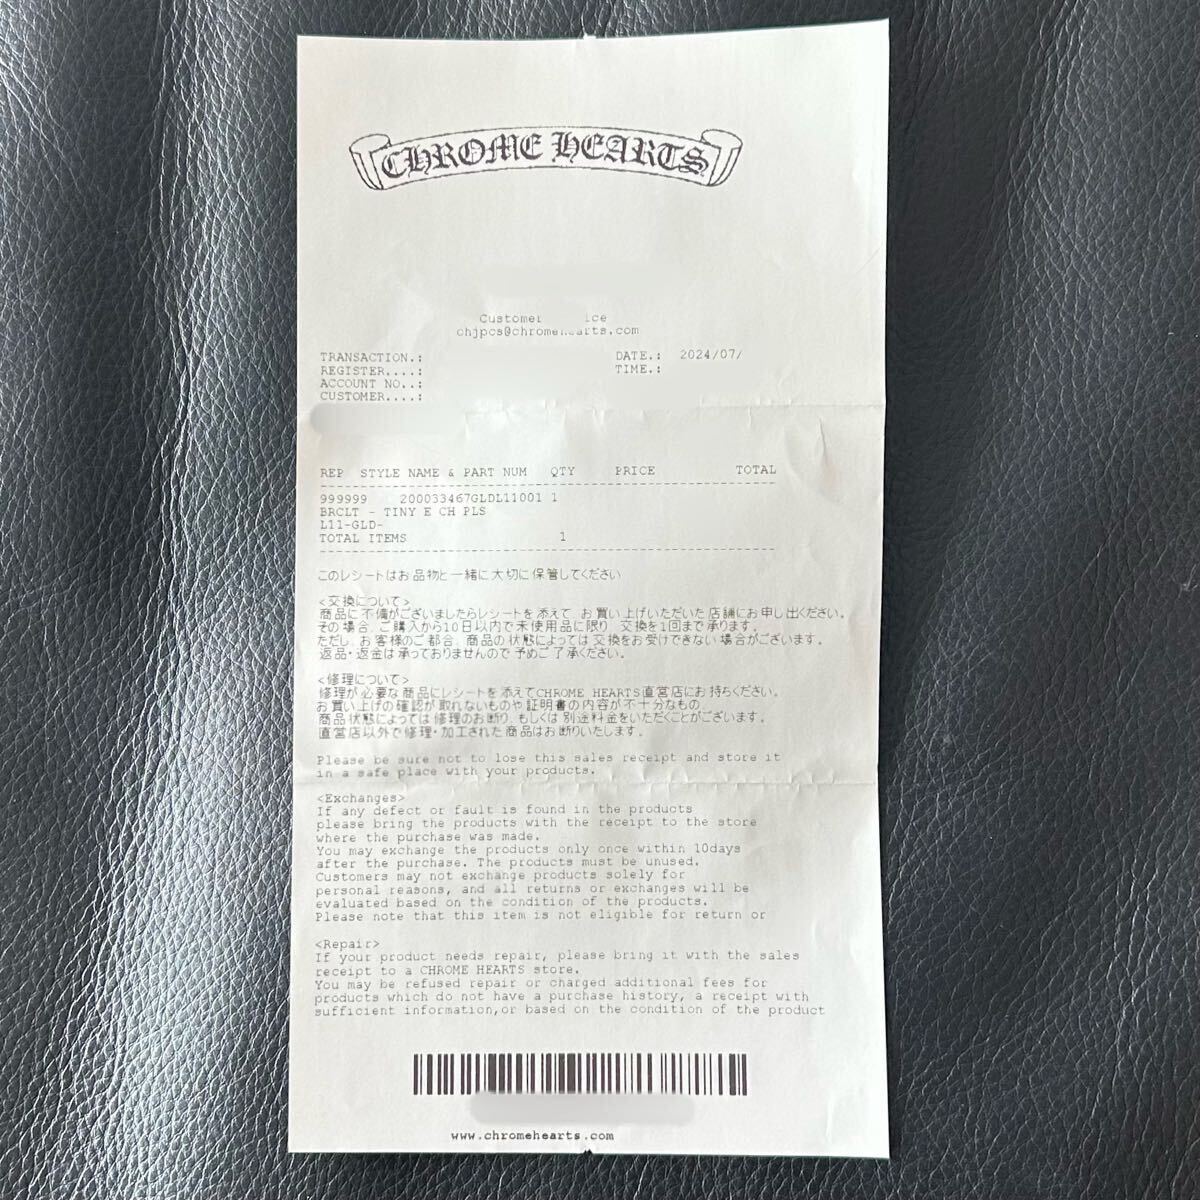 CHROME HEARTS
Customer ice
chjpcs@chromehearts.com
TRANSACTION.: DATE.: 2024/07/
REGISTER....: TIME.:
ACCOUNT NO..:
CUSTOMER....:
REP STYLE NAME & PART NUM QTY PRICE TOTAL
999999 200033467GLDL11001 1
BRCLT - TINY E CH PLS
L11-GLD-
TOTAL ITEMS 1
このレシートはお品物と一緒に大切に保管してください
<交換について>
商品に不備がございましたらレシートを添えて お買い上げいただいた店舗にお申し出ください。
その場合、ご購入から10日以内で未使用品に限り 交換を1回まで承ります。
ただし、お客様のご都合、商品の状態によっては交換をお受けできない場合がございます。
返品・返金は承っておりませんので予めご了承ください。
<修理について>
修理が必要な商品にレシートを添えてCHROME HEARTS直営店にお持ちください。
お買い上げの確認が取れないものや証明書の内容が不十分なもの
商品状態によっては修理のお断り、もしくは別途料金をいただくことがございます。
直営店以外で修理・加工された商品はお断りいたします。
Please be sure not to lose this sales receipt and store it
in a safe place with your products.
<Exchanges>
If any defect or fault is found in the products
please bring the products with the receipt to the store
where the purchase was made.
You may exchange the products only once within 10days
after the purchase. The products must be unused.
Customers may not exchange products solely for
personal reasons, and all returns or exchanges will be
evaluated based on the condition of the products.
Please note that this item is not eligible for return or
<Repair>
If your product needs repair, please bring it with the sales
receipt to a CHROME HEARTS store.
You may be refused repair or charged additional fees for
products which do not have a purchase history, a receipt with
sufficient information,or based on the condition of the product
www.chromehearts.com